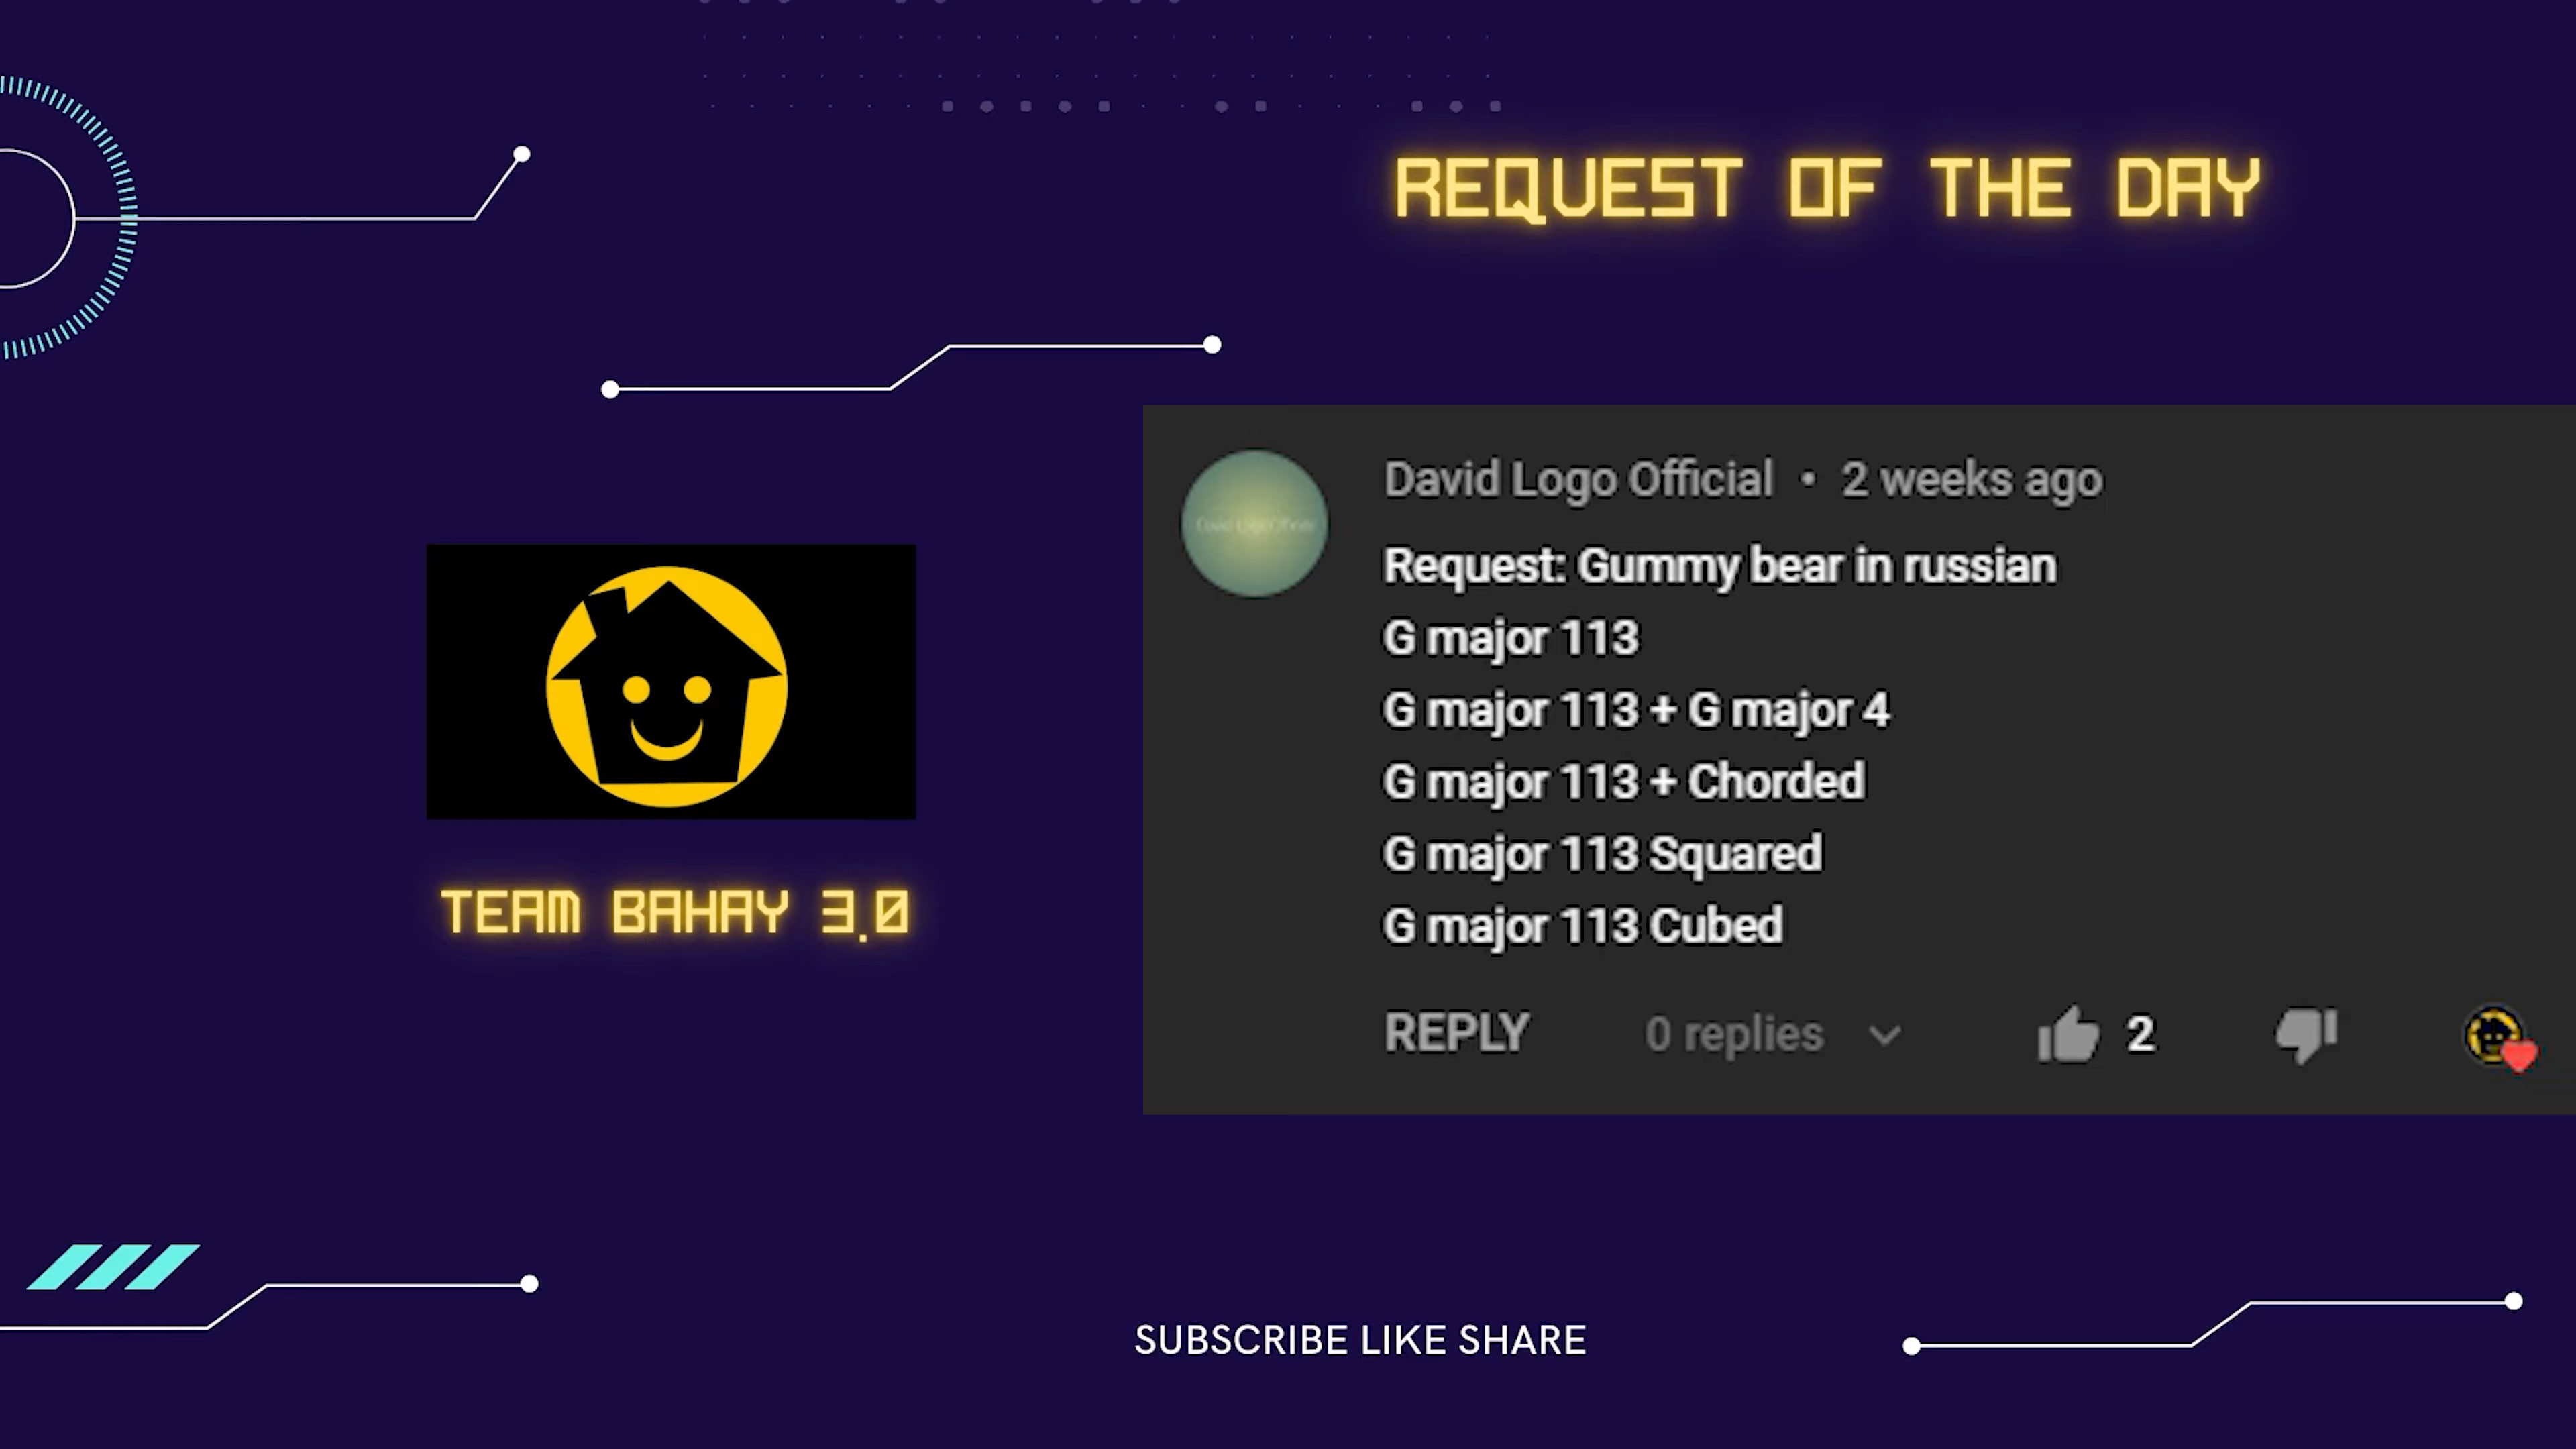 REQUEST OF THE DAY
David Logo Official • 2 weeks ago
Request: Gummy bear in russian
G major 113
G major 113 + G major 4
G major 113 + Chorded
G major 113 Squared
G major 113 Cubed
REPLY 0 replies 2
TEAM BAHAY 3.0
SUBSCRIBE LIKE SHARE